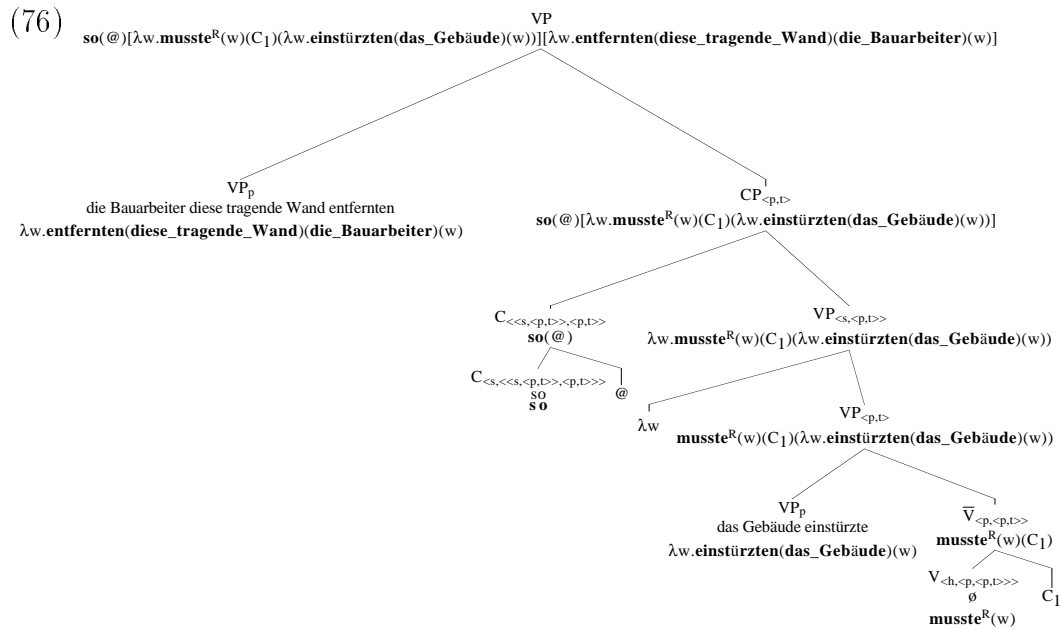 (76)
VP
so(@)[λw.mussteᴿ(w)(C₁)(λw.einstürzten(das_Gebäude)(w))][λw.entfernten(diese_tragende_Wand)(die_Bauarbeiter)(w)]
VPₚ
die Bauarbeiter diese tragende Wand entfernten
λw.entfernten(diese_tragende_Wand)(die_Bauarbeiter)(w)
CP<p,t>
so(@)[λw.mussteᴿ(w)(C₁)(λw.einstürzten(das_Gebäude)(w))]
C<<s,<p,t>>,<p,t>>
so(@)
VP<s,<p,t>>
λw.mussteᴿ(w)(C₁)(λw.einstürzten(das_Gebäude)(w))
C<s,<<s,<p,t>>,<p,t>>>
so
so
@
λw
VP<p,t>
mussteᴿ(w)(C₁)(λw.einstürzten(das_Gebäude)(w))
VPₚ
das Gebäude einstürzte
λw.einstürzten(das_Gebäude)(w)
V̅<p,<p,t>>
mussteᴿ(w)(C₁)
V<h,<p,<p,t>>>
ø
mussteᴿ(w)
C₁